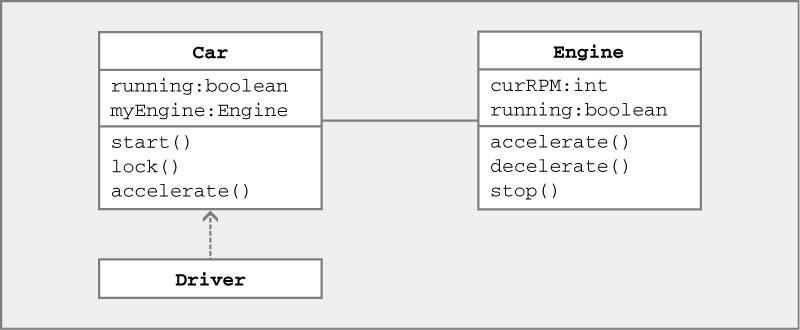 Car
running:boolean
myEngine:Engine
start()
lock()
accelerate()
Engine
curRPM:int
running:boolean
accelerate()
decelerate()
stop()
Driver